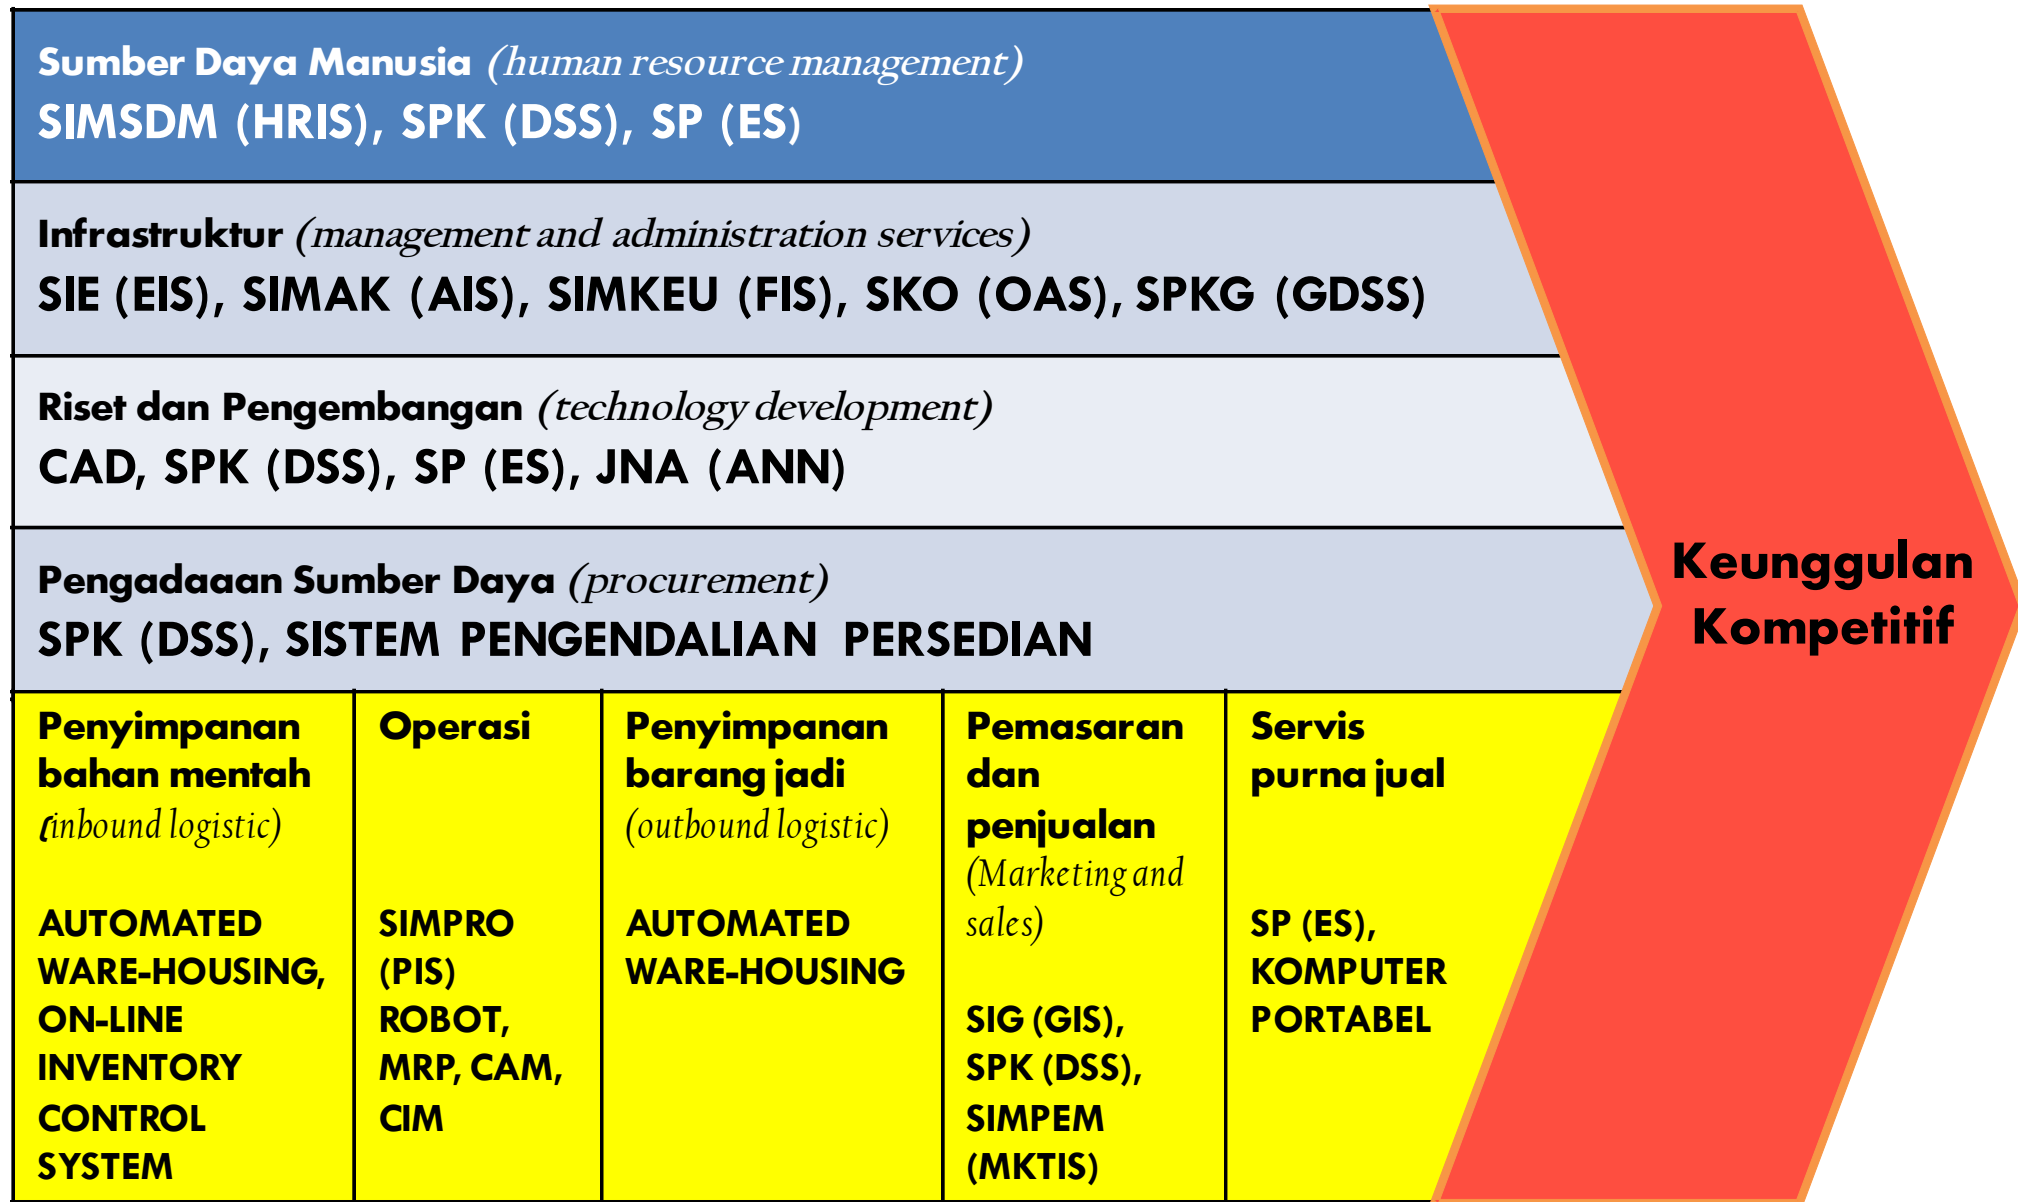 Sumber Daya Manusia (human resource management)
SIMSDM (HRIS), SPK (DSS), SP (ES)
Infrastruktur (management and administration services)
SIE (EIS), SIMAK (AIS), SIMKEU (FIS), SKO (OAS), SPKG (GDSS)
Riset dan Pengembangan (technology development)
CAD, SPK (DSS), SP (ES), JNA (ANN)
Pengadaaan Sumber Daya (procurement)
SPK (DSS), SISTEM PENGENDALIAN PERSEDIAN
Penyimpanan
bahan mentah
(inbound logistic)
AUTOMATED
WARE-HOUSING,
ON-LINE
INVENTORY
CONTROL
SYSTEM
Operasi
SIMPRO
(PIS)
ROBOT,
MRP, CAM,
CIM
Penyimpanan
barang jadi
(outbound logistic)
AUTOMATED
WARE-HOUSING
Pemasaran
dan
penjualan
(Marketing and
sales)
SIG (GIS),
SPK (DSS),
SIMPEM
(MKTIS)
Servis
purna jual
SP (ES),
KOMPUTER
PORTABEL
Keunggulan
Kompetitif